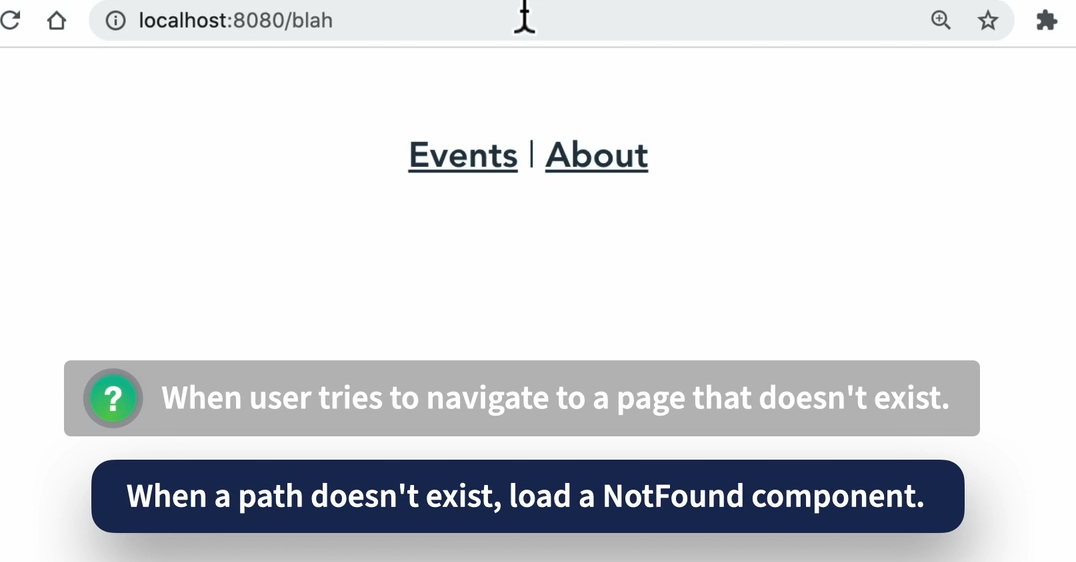 localhost:8080/blah
Events | About
? When user tries to navigate to a page that doesn't exist.
When a path doesn't exist, load a NotFound component.